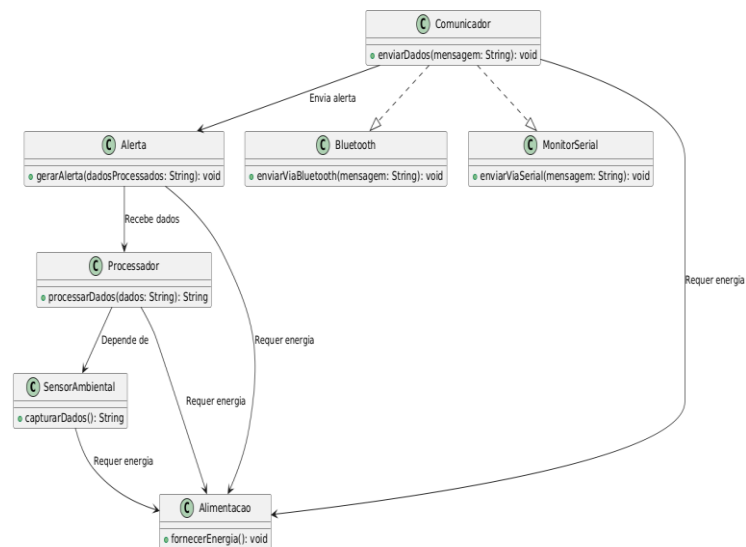 C Comunicador
enviarDados(mensagem: String): void
Envia alerta
C Alerta
gerarAlerta(dadosProcessados: String): void
C Bluetooth
enviarViaBluetooth(mensagem: String): void
C MonitorSerial
enviarViaSerial(mensagem: String): void
Recebe dados
C Processador
processarDados(dados: String): String
Requer energia
Depende de
Requer energia
C SensorAmbiental
capturarDados(): String
Requer energia
Requer energia
C Alimentacao
fornecerEnergia(): void